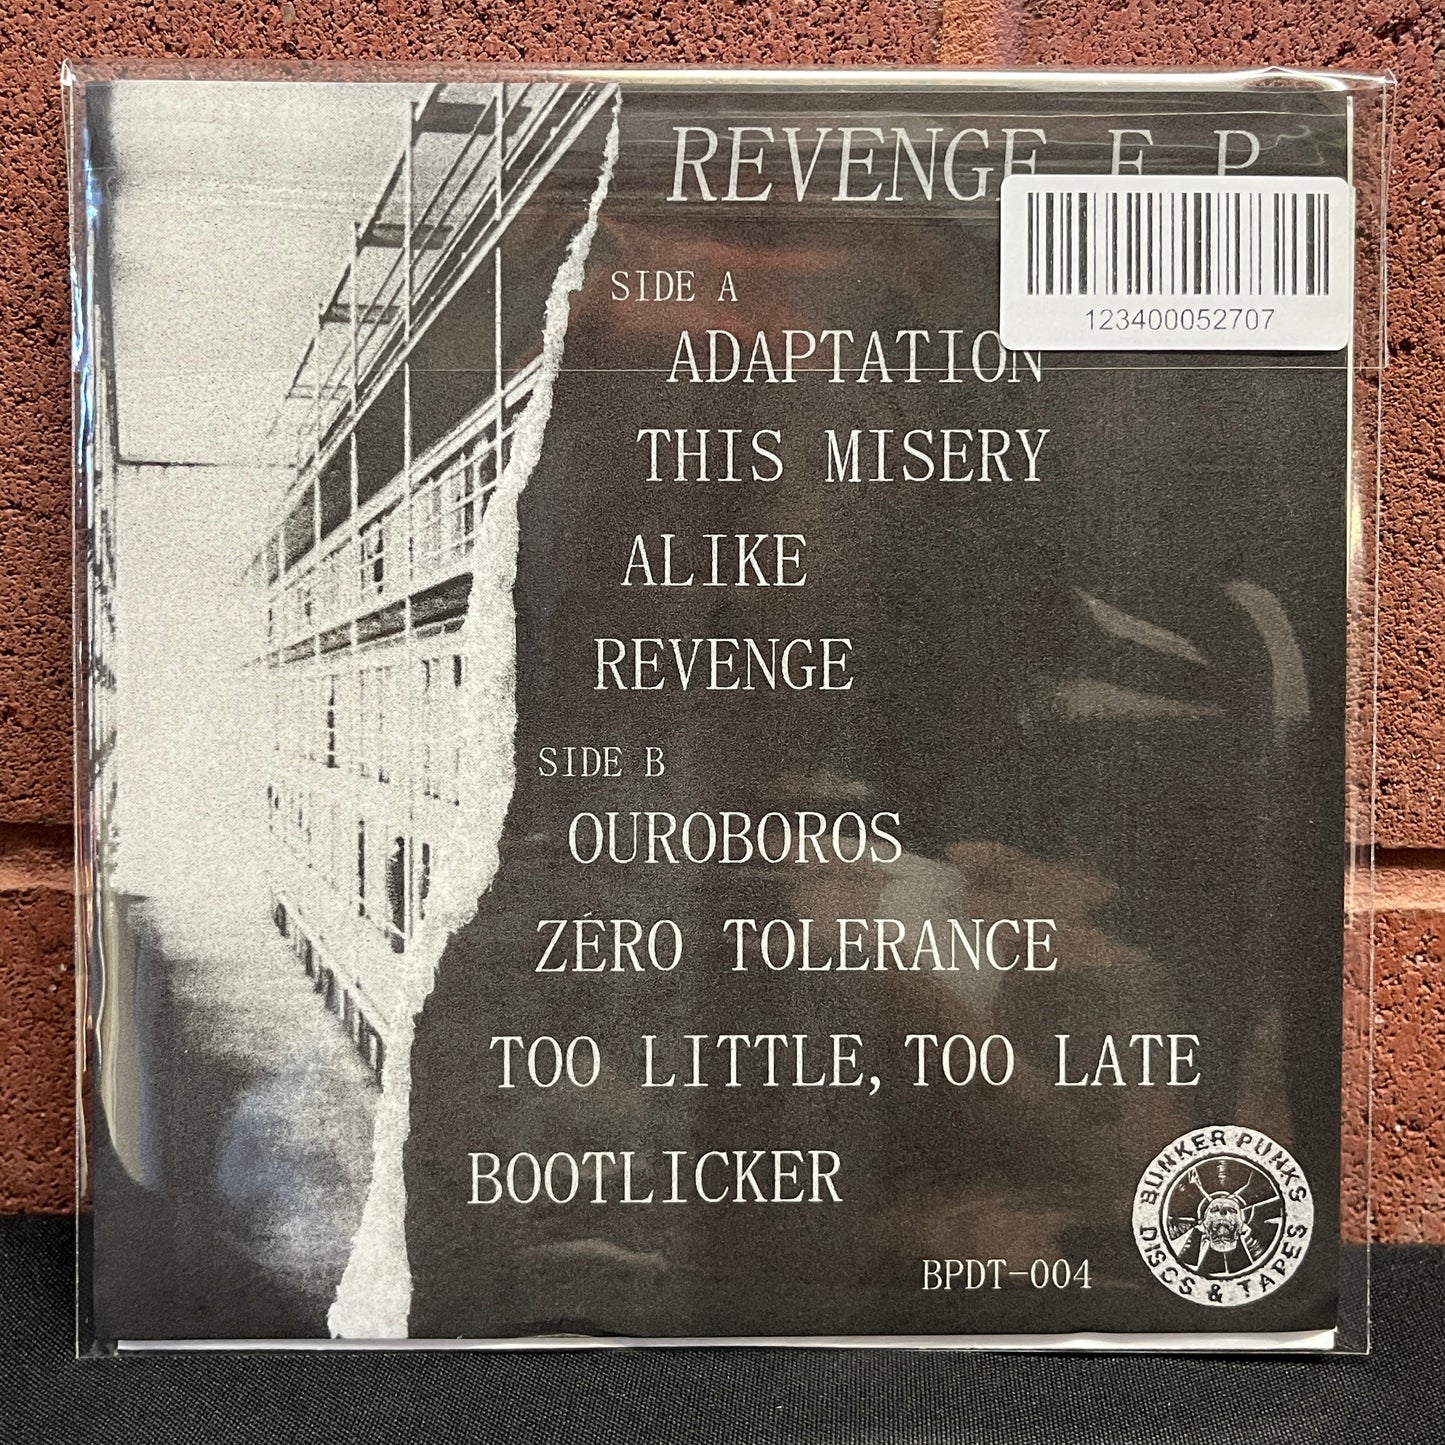 REVENGE E P
123400052707
SIDE A
ADAPTATION
THIS MISERY
ALIKE
REVENGE
SIDE B
OUROBOROS
ZÉRO TOLERANCE
TOO LITTLE, TOO LATE
BOOTLICKER
BPDT-004
BUNKER PUNKS
DISCS & TAPES